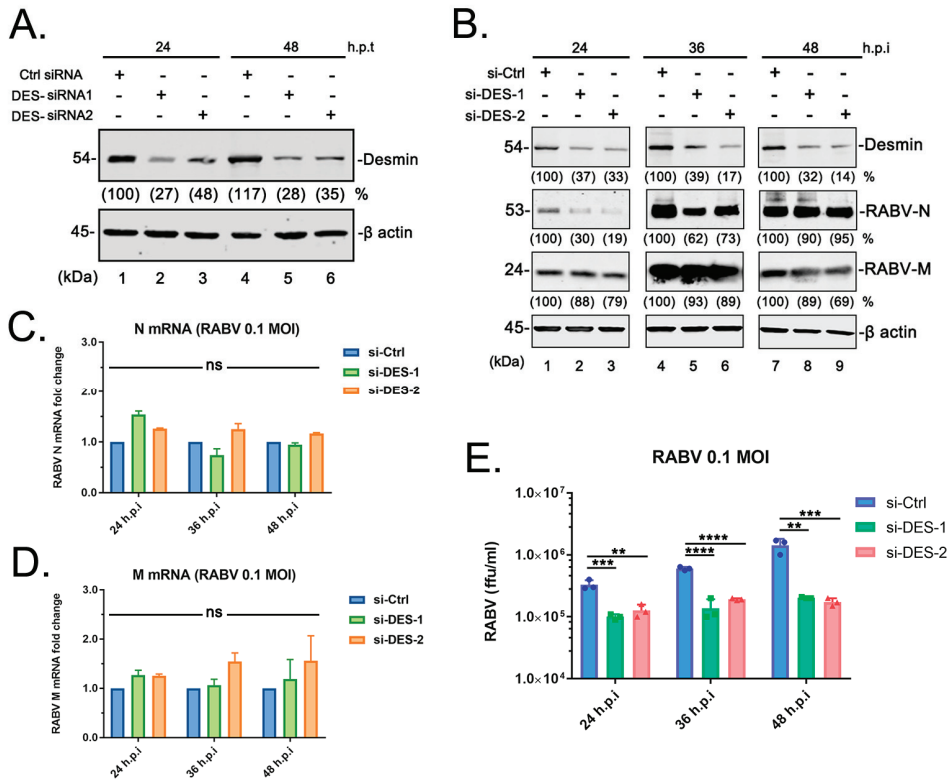 A.
24 48 h.p.t
Ctrl siRNA + - - + - -
DES-siRNA1 - + - - + -
DES-siRNA2 - - + - - +
54- -Desmin
(100) (27) (48) (117) (28) (35) %
45- -β actin
(kDa) 1 2 3 4 5 6
B.
24 36 48 h.p.i
si-Ctrl + - - + - - + - -
si-DES-1 - + - - + - - + -
si-DES-2 - - + - - + - - +
54- -Desmin
(100) (37) (33) (100) (39) (17) (100) (32) (14) %
53- -RABV-N
(100) (30) (19) (100) (62) (73) (100) (90) (95) %
24- -RABV-M
(100) (88) (79) (100) (93) (89) (100) (89) (69) %
45- -β actin
(kDa) 1 2 3 4 5 6 7 8 9
C.
N mRNA (RABV 0.1 MOI)
RABV N mRNA fold change
3.0
2.0
1.0
0.0
ns
24 h.p.i
36 h.p.i
48 h.p.i
si-Ctrl
si-DES-1
si-DES-2
D.
M mRNA (RABV 0.1 MOI)
RABV M mRNA fold change
3.0
2.0
1.0
0.0
ns
24 h.p.i
36 h.p.i
48 h.p.i
si-Ctrl
si-DES-1
si-DES-2
E.
RABV 0.1 MOI
RABV (ffu/ml)
1.0×10⁷
1.0×10⁶
1.0×10⁵
1.0×10⁴
** 
***
****
****
***
**
24 h.p.i
36 h.p.i
48 h.p.i
si-Ctrl
si-DES-1
si-DES-2